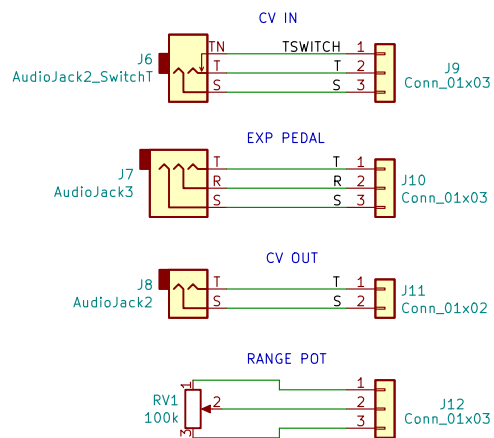 CV IN
J6
AudioJack2_SwitchT
TN TSWITCH 1
T T 2
S S 3
J9
Conn_01x03
EXP PEDAL
J7
AudioJack3
T T 1
R R 2
S S 3
J10
Conn_01x03
CV OUT
J8
AudioJack2
T T 1
S S 2
J11
Conn_01x02
RANGE POT
RV1
100k
1
2
3
1
2
3
J12
Conn_01x03